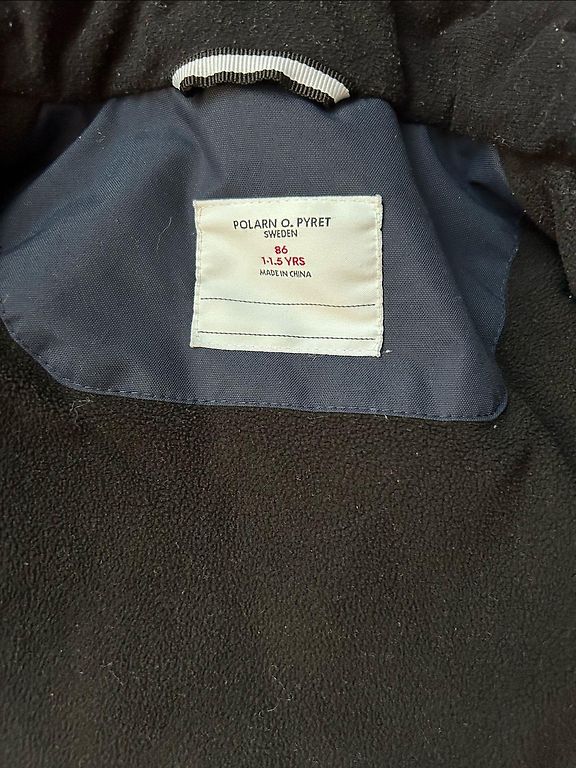 POLARN O. PYRET
SWEDEN
86
1-1.5 YRS
MADE IN CHINA